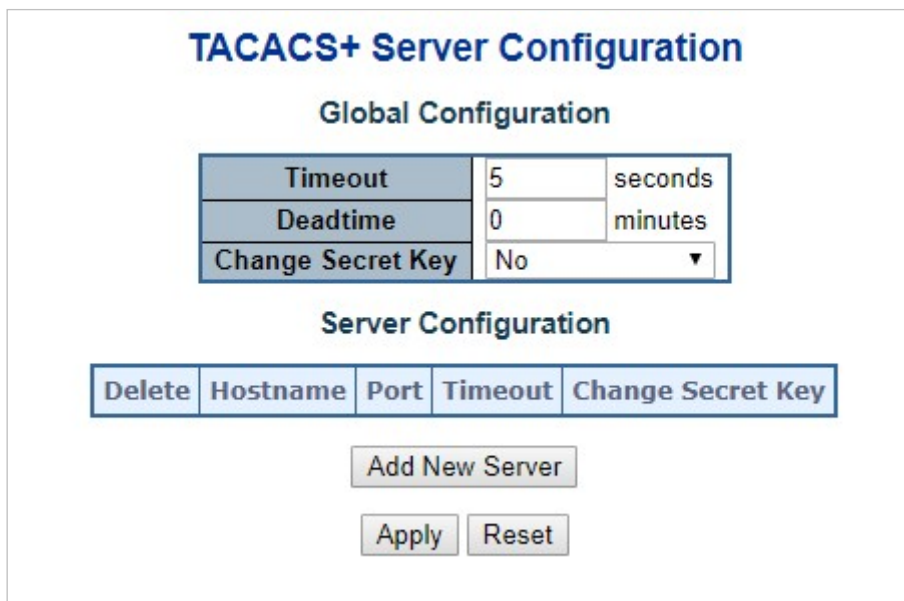 TACACS+ Server Configuration
Global Configuration
Timeout 5 seconds
Deadtime 0 minutes
Change Secret Key No
Server Configuration
Delete Hostname Port Timeout Change Secret Key
Add New Server
Apply Reset